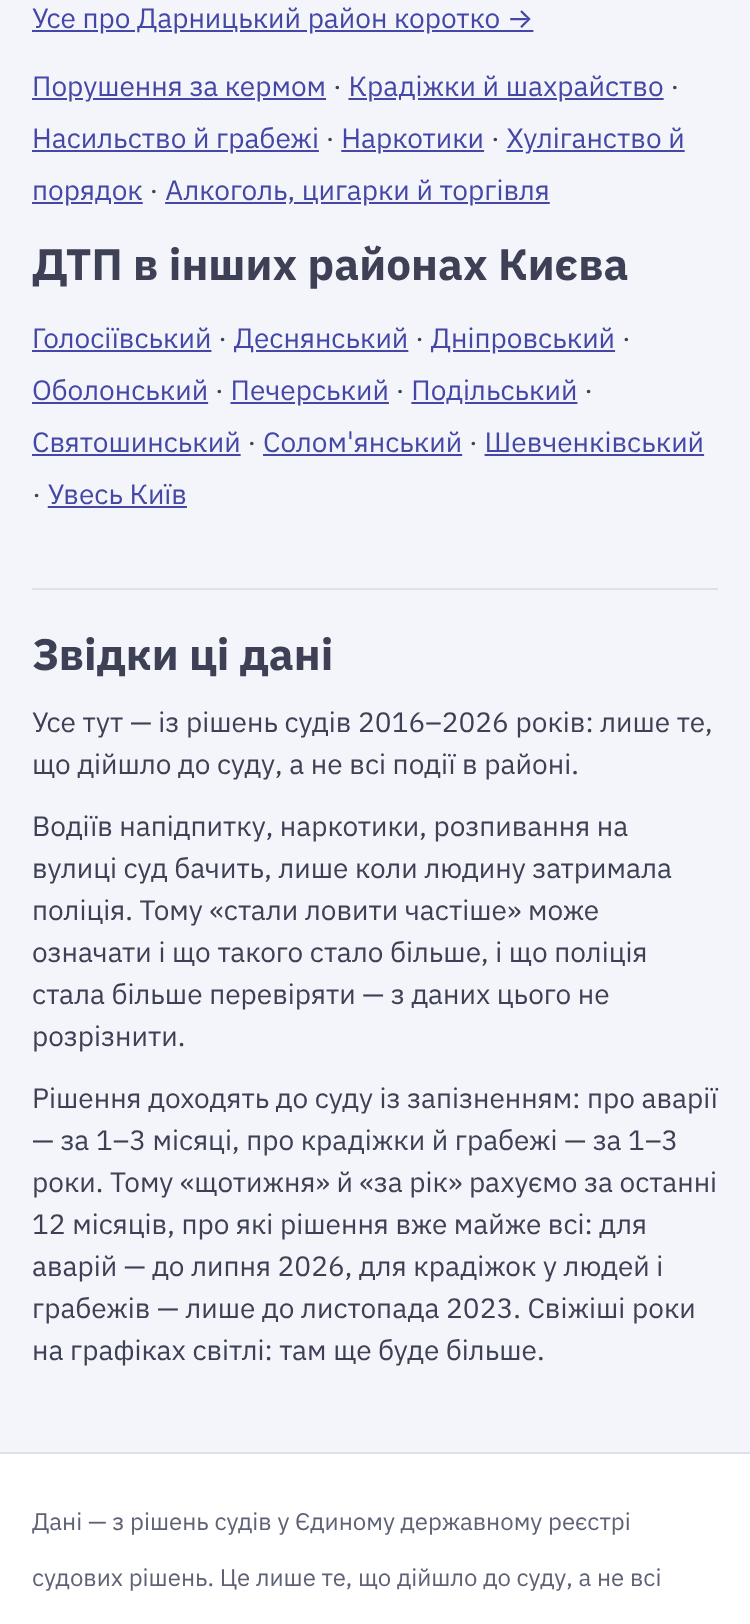 Усе про Дарницький район коротко →
Порушення за кермом · Крадіжки й шахрайство ·
Насильство й грабежі · Наркотики · Хуліганство й
порядок · Алкоголь, цигарки й торгівля
ДТП в інших районах Києва
Голосіївський · Деснянський · Дніпровський ·
Оболонський · Печерський · Подільський ·
Святошинський · Солом'янський · Шевченківський
· Увесь Київ
Звідки ці дані
Усе тут — із рішень судів 2016–2026 років: лише те,
що дійшло до суду, а не всі події в районі.
Водіїв напідпитку, наркотики, розпивання на
вулиці суд бачить, лише коли людину затримала
поліція. Тому «стали ловити частіше» може
означати і що такого стало більше, і що поліція
стала більше перевіряти — з даних цього не
розрізнити.
Рішення доходять до суду із запізненням: про аварії
— за 1–3 місяці, про крадіжки й грабежі — за 1–3
роки. Тому «щотижня» й «за рік» рахуємо за останні
12 місяців, про які рішення вже майже всі: для
аварій — до липня 2026, для крадіжок у людей і
грабежів — лише до листопада 2023. Свіжіші роки
на графіках світлі: там ще буде більше.
Дані — з рішень судів у Єдиному державному реєстрі
судових рішень. Це лише те, що дійшло до суду, а не всі